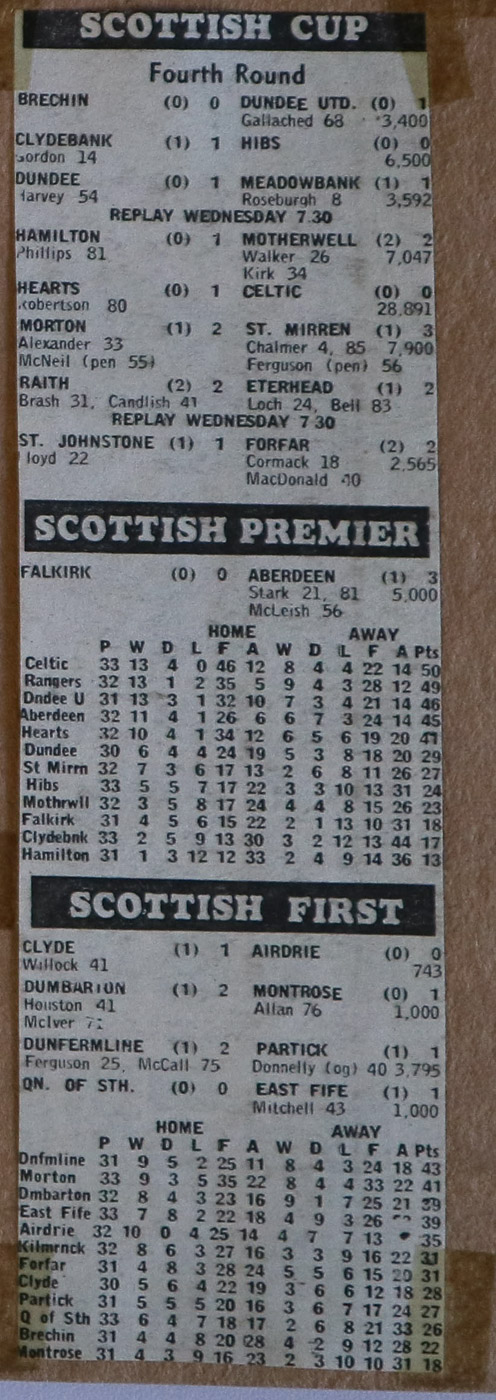 SCOTTISH CUP
Fourth Round
BRECHIN (0) 0 DUNDEE UTD. (0) 1
Gallached 68 3,400
CLYDEBANK (1) 1 HIBS (0) 0
ordon 14 6,500
DUNDEE (0) 1 MEADOWBANK (1) 1
arvey 54 Roseburgh 8 3,592
REPLAY WEDNESDAY 7.30
HAMILTON (0) 1 MOTHERWELL (2) 2
Phillips 81 Walker 26 7,047
Kirk 34
HEARTS (0) 1 CELTIC (0) 0
obertson 80 28,891
MORTON (1) 2 ST. MIRREN (1) 3
Alexander 33 Chalmer 4, 85 7,900
McNeil (pen 55) Ferguson (pen) 56
RAITH (2) 2 ETERHEAD (1) 2
Brash 31, Candlish 41 Loch 24, Bell 83
REPLAY WEDNESDAY 7 30
ST. JOHNSTONE (1) 1 FORFAR (2) 2
loyd 22 Cormack 18 2,565
MacDonald 40
SCOTTISH PREMIER
FALKIRK (0) 0 ABERDEEN (1) 3
Stark 21, 81 5,000
McLeish 56
HOME AWAY
P W D L F A W D L F A Pts
Celtic 33 13 4 0 46 12 8 4 4 22 14 50
Rangers 32 13 1 2 35 5 9 4 3 28 12 49
Dndee U 31 13 3 1 32 10 7 3 4 21 14 46
Aberdeen 32 11 4 1 26 6 6 7 3 24 14 45
Hearts 32 10 4 1 34 12 6 5 6 19 20 41
Dundee 30 6 4 4 24 19 5 3 8 18 20 29
St Mirrn 32 7 3 6 17 13 2 6 8 11 26 27
Hibs 33 5 5 7 17 22 3 3 10 13 31 24
Mothrwll 32 3 5 8 17 24 4 4 8 15 26 23
Falkirk 31 4 5 6 15 22 2 1 13 10 31 18
Clydebnk 33 2 5 9 13 30 3 2 12 13 44 17
Hamilton 31 1 3 12 12 33 2 4 9 14 36 13
SCOTTISH FIRST
CLYDE (1) 1 AIRDRIE (0) 0
Willock 41 743
DUMBARTON (1) 2 MONTROSE (0) 1
Houston 41 Allan 76 1,000
McIver
DUNFERMLINE (1) 2 PARTICK (1) 1
Ferguson 25, McCall 75 Donnelly (og) 40 3,795
QN. OF STH. (0) 0 EAST FIFE (1) 1
Mitchell 43 1,000
HOME AWAY
P W D L F A W D L F A Pts
Dnfmline 31 9 5 2 25 11 8 4 3 24 18 43
Morton 33 9 3 5 35 22 8 4 4 33 22 41
Dmbarton 32 8 4 3 23 16 9 1 7 25 21 39
East Fife 33 7 8 2 22 18 4 9 3 26 39
Airdrie 32 10 0 4 25 14 4 7 7 13 35
Kilmrnck 32 8 6 3 27 16 3 3 9 16 22 31
Forfar 31 4 8 3 28 24 5 5 6 15 20 31
Clyde 30 5 6 4 22 19 3 6 6 12 18 28
Partick 31 5 5 5 20 16 3 6 7 17 24 27
Q of Sth 33 6 4 7 18 17 2 6 8 21 33 26
Brechin 31 4 4 8 20 28 4 2 9 12 28 22
Montrose 31 4 3 9 16 23 2 3 10 10 31 18